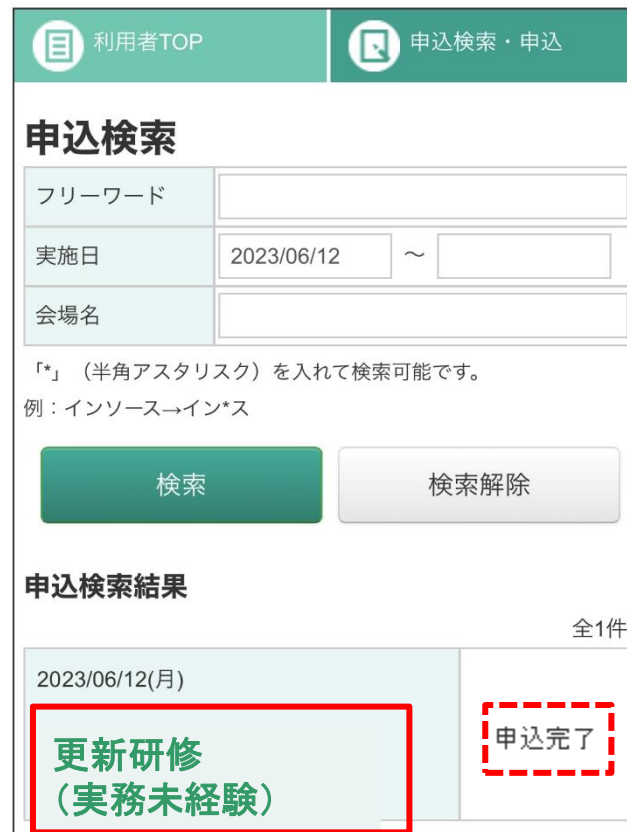 利用者TOP
申込検索・申込
申込検索
フリーワード
実施日 2023/06/12 ～
会場名
「*」（半角アスタリスク）を入れて検索可能です。
例：インソース→イン*ス
検索 検索解除
申込検索結果
全1件
2023/06/12(月)
更新研修
（実務未経験）
申込完了